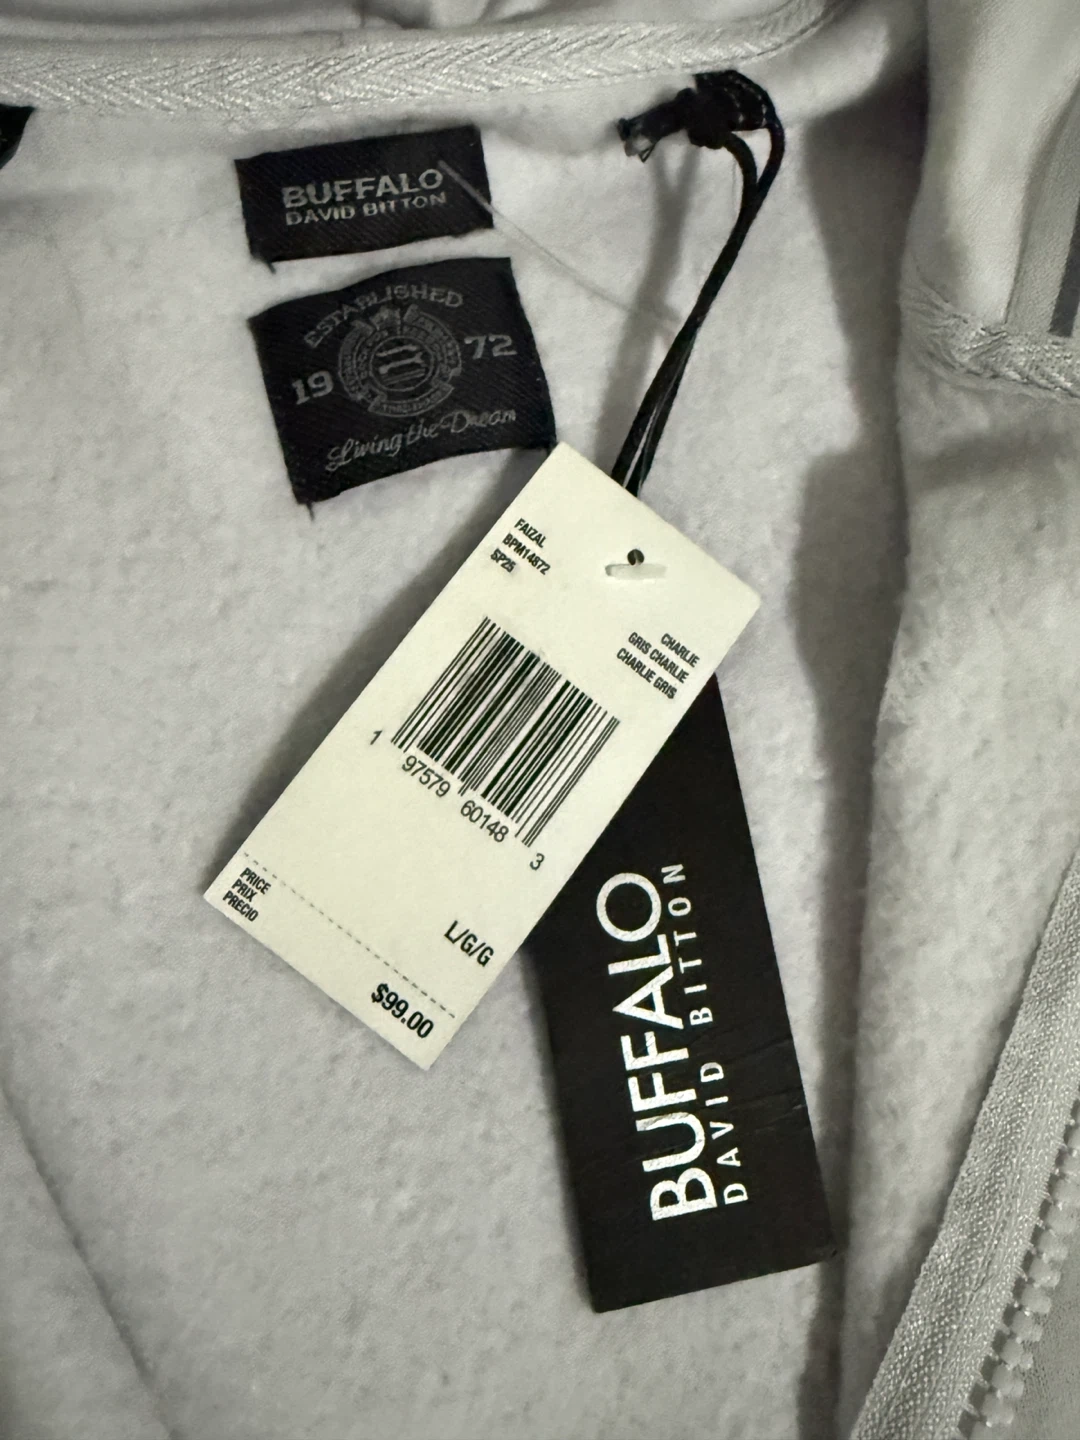 BUFFALO
DAVID BITTON
ESTABLISHED
19 72
Living the Dream
FAIZAL
BPM14672
SP25
CHARLIE
GRIS CHARLIE
CHARLIE GRIS
1 97579 60148 3
PRICE
PRIX
PRECIO
L/G/G
$99.00
BUFFALO
DAVID BITTON